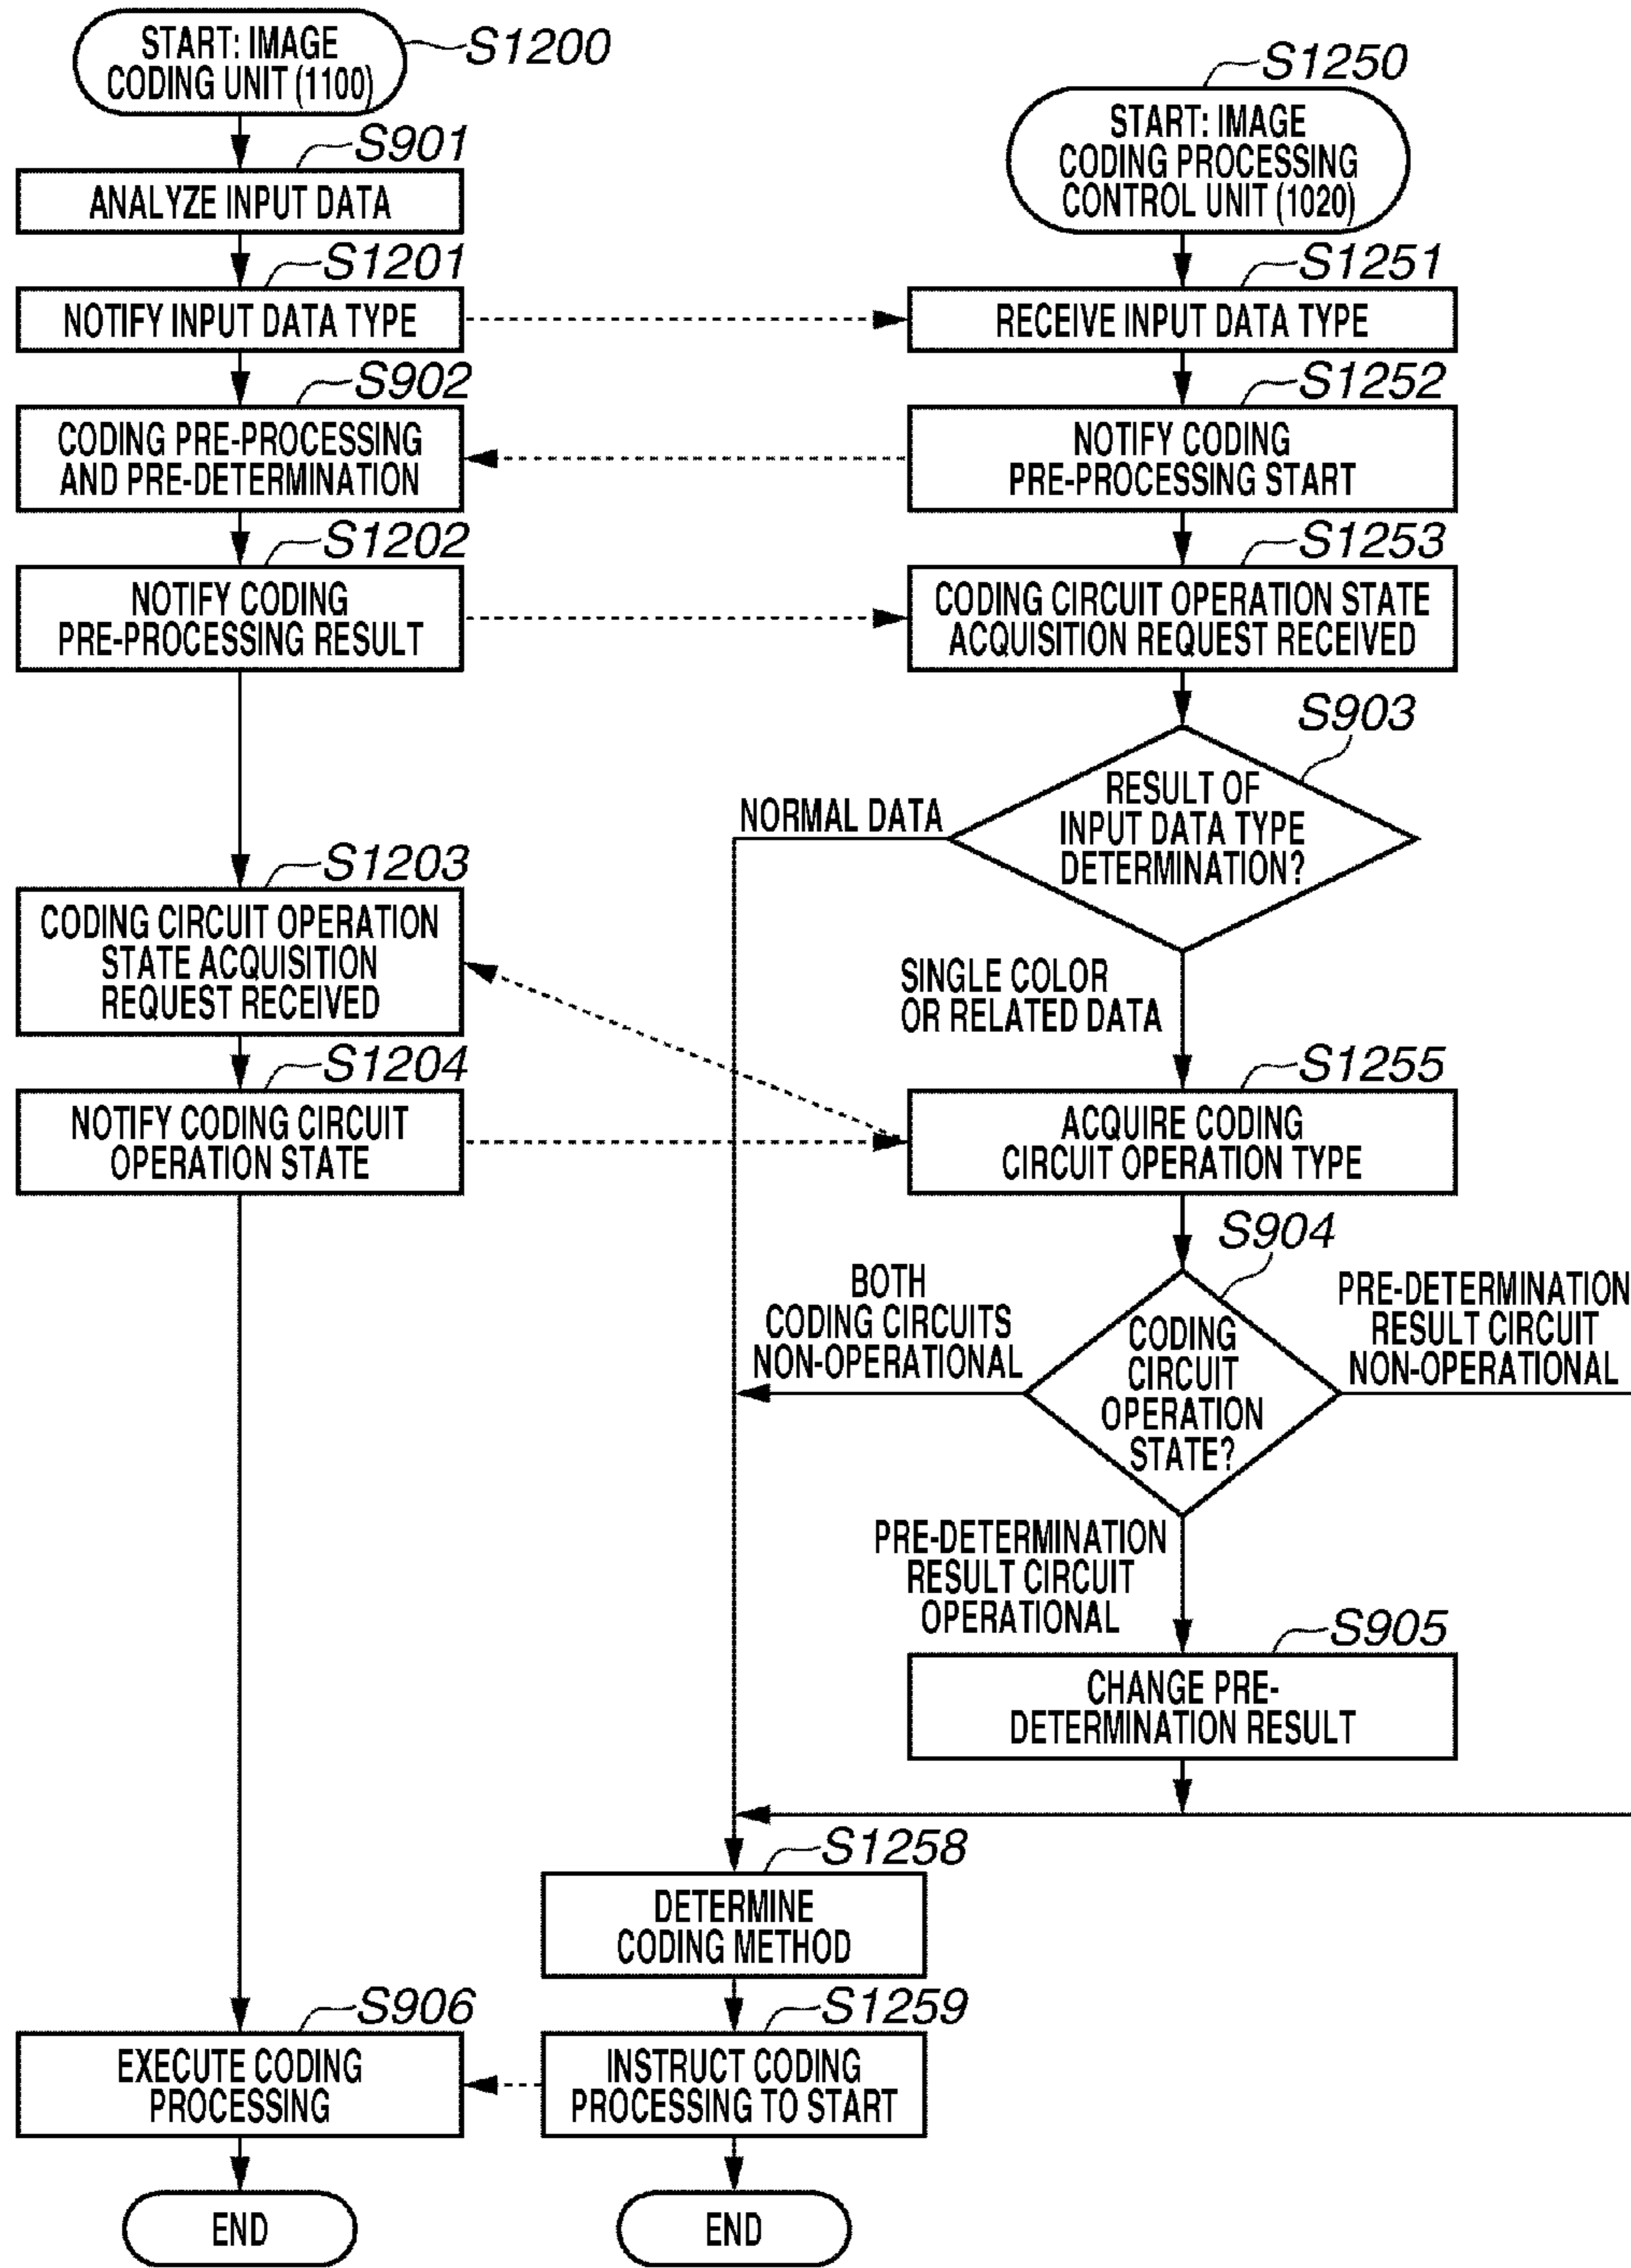 START: IMAGE
CODING UNIT (1100)
S1200
S901
ANALYZE INPUT DATA
S1201
NOTIFY INPUT DATA TYPE
S902
CODING PRE-PROCESSING
AND PRE-DETERMINATION
S1202
NOTIFY CODING
PRE-PROCESSING RESULT
S1203
CODING CIRCUIT OPERATION
STATE ACQUISITION
REQUEST RECEIVED
S1204
NOTIFY CODING CIRCUIT
OPERATION STATE
S906
EXECUTE CODING
PROCESSING
END
S1250
START: IMAGE
CODING PROCESSING
CONTROL UNIT (1020)
S1251
RECEIVE INPUT DATA TYPE
S1252
NOTIFY CODING
PRE-PROCESSING START
S1253
CODING CIRCUIT OPERATION STATE
ACQUISITION REQUEST RECEIVED
S903
RESULT OF
INPUT DATA TYPE
DETERMINATION?
NORMAL DATA
SINGLE COLOR
OR RELATED DATA
S1255
ACQUIRE CODING
CIRCUIT OPERATION TYPE
S904
CODING
CIRCUIT
OPERATION
STATE?
BOTH
CODING CIRCUITS
NON-OPERATIONAL
PRE-DETERMINATION
RESULT CIRCUIT
NON-OPERATIONAL
PRE-DETERMINATION
RESULT CIRCUIT
OPERATIONAL
S905
CHANGE PRE-
DETERMINATION RESULT
S1258
DETERMINE
CODING METHOD
S1259
INSTRUCT CODING
PROCESSING TO START
END